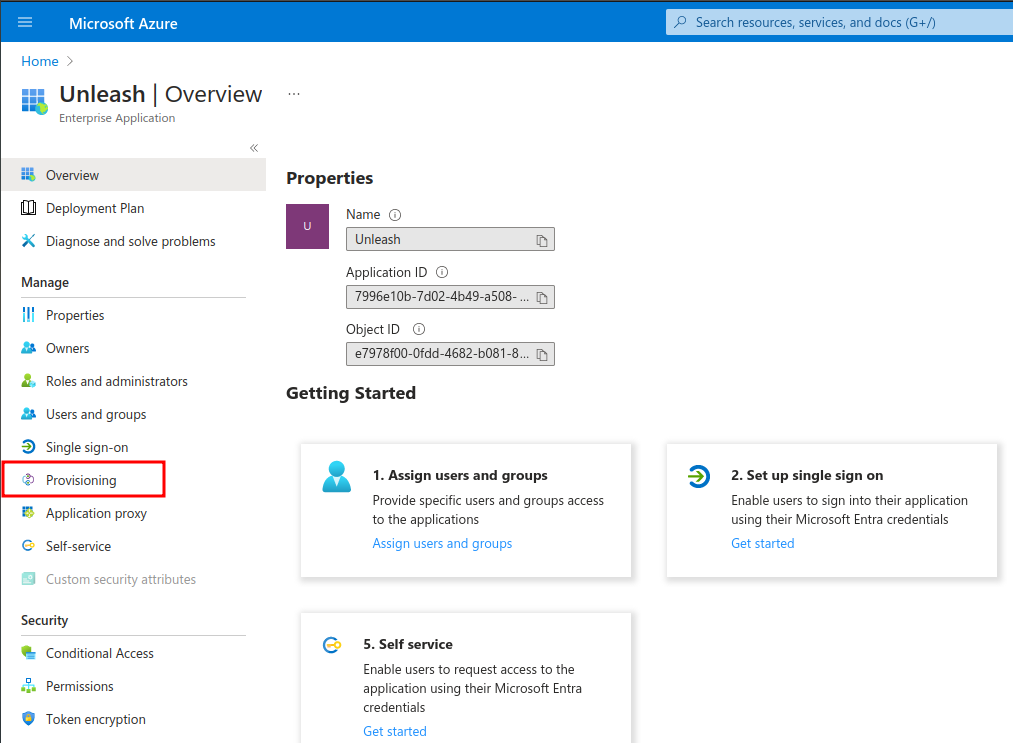 Microsoft Azure
Search resources, services, and docs (G+/)
Home
Unleash | Overview
...
Enterprise Application
«
Overview
Deployment Plan
Diagnose and solve problems
Manage
Properties
Owners
Roles and administrators
Users and groups
Single sign-on
Provisioning
Application proxy
Self-service
Custom security attributes
Security
Conditional Access
Permissions
Token encryption
Properties
U
Name
Unleash
Application ID
7996e10b-7d02-4b49-a508- ...
Object ID
e7978f00-0fdd-4682-b081-8...
Getting Started
1. Assign users and groups
Provide specific users and groups access
to the applications
Assign users and groups
2. Set up single sign on
Enable users to sign into their application
using their Microsoft Entra credentials
Get started
5. Self service
Enable users to request access to the
application using their Microsoft Entra
credentials
Get started